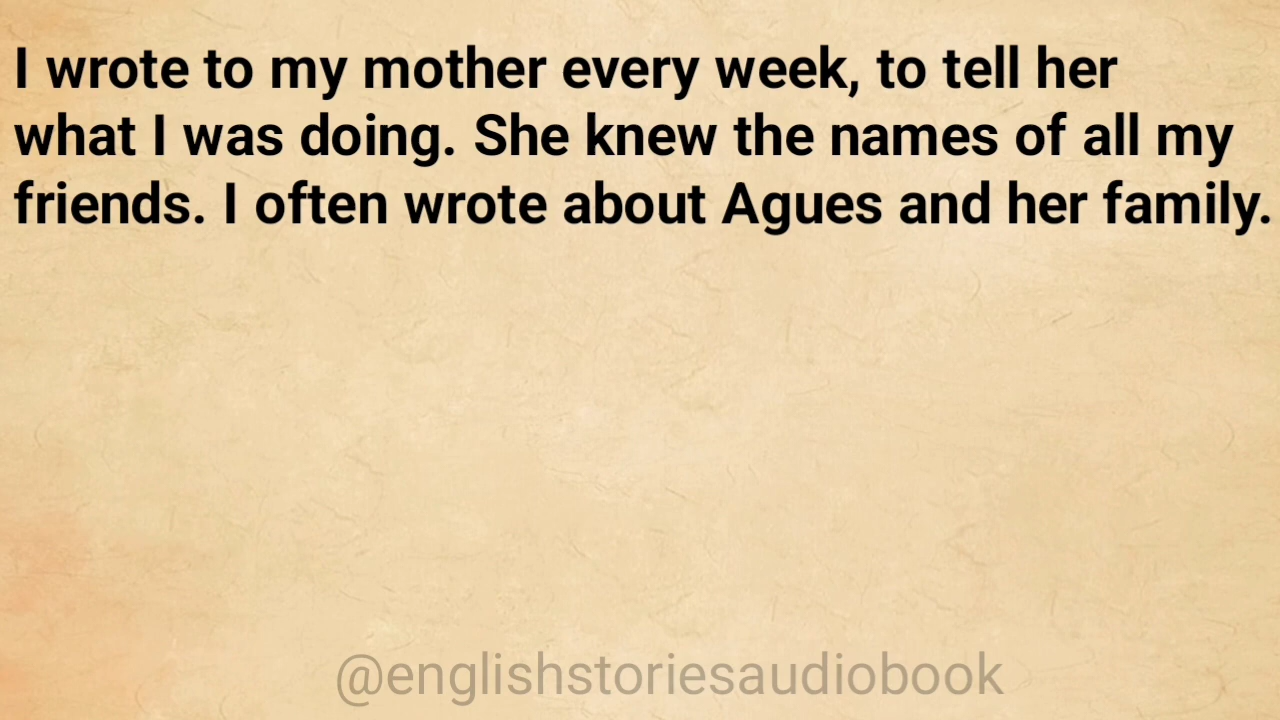 I wrote to my mother every week, to tell her
what I was doing. She knew the names of all my
friends. I often wrote about Agues and her family.
@englishstoriesaudiobook